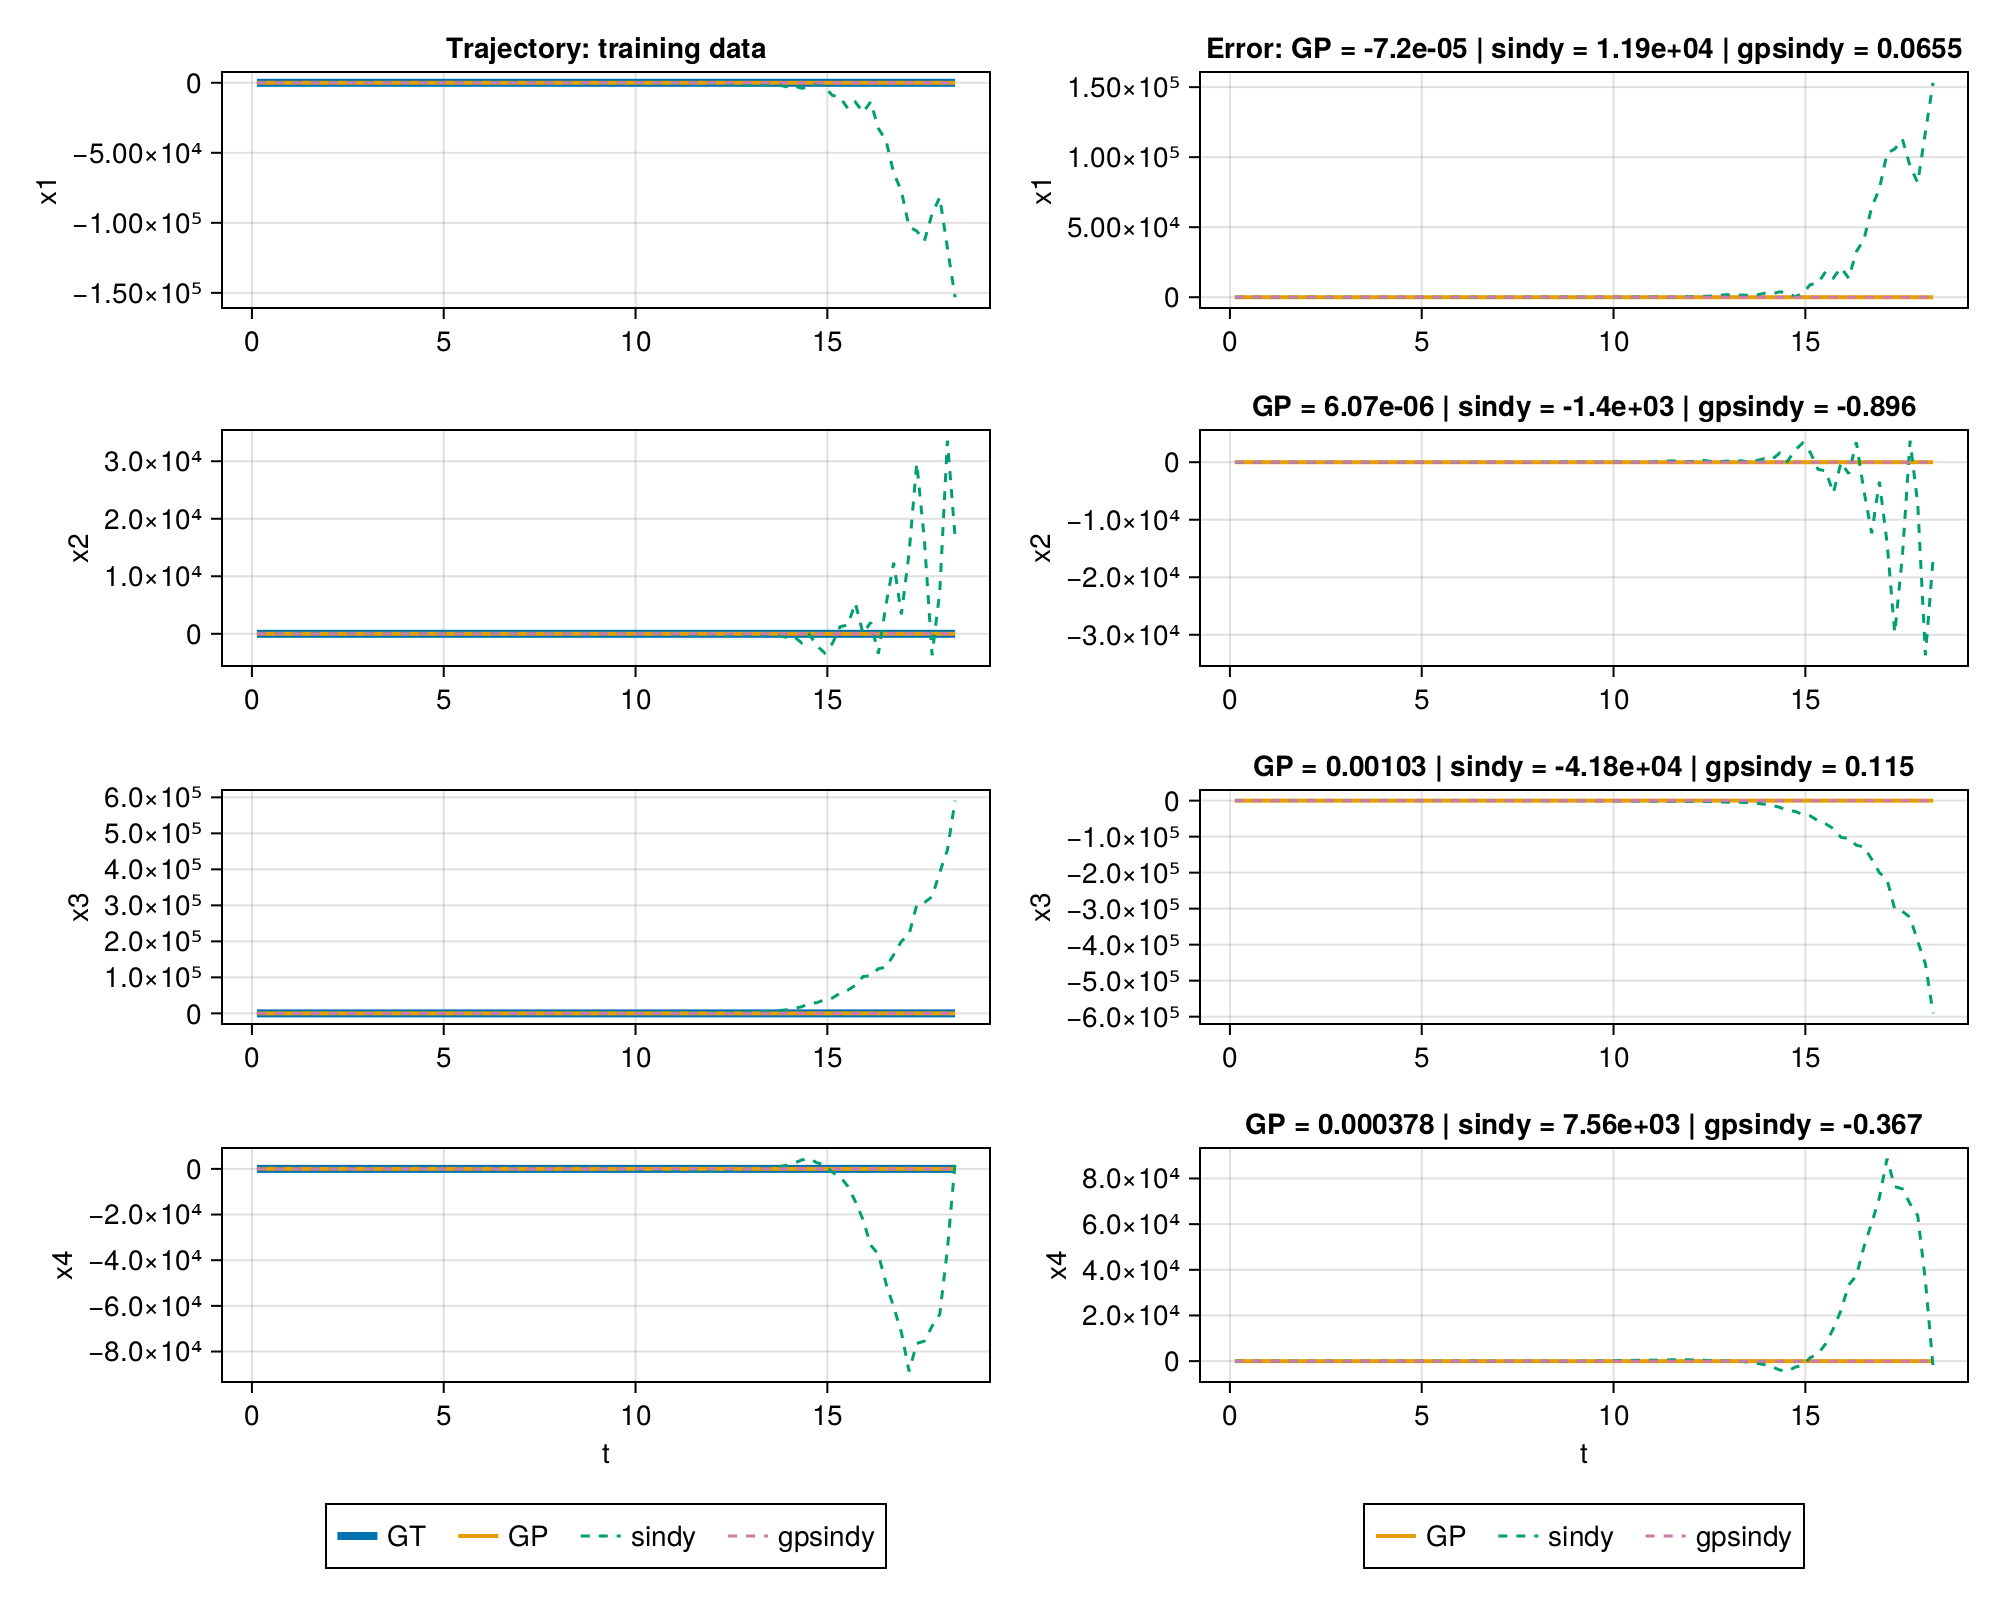 Trajectory: training data
0
−5.00×10⁴
−1.00×10⁵
−1.50×10⁵
x1
0 5 10 15
Error: GP = -7.2e-05 | sindy = 1.19e+04 | gpsindy = 0.0655
1.50×10⁵
1.00×10⁵
5.00×10⁴
0
x1
0 5 10 15
3.0×10⁴
2.0×10⁴
1.0×10⁴
0
x2
0 5 10 15
GP = 6.07e-06 | sindy = -1.4e+03 | gpsindy = -0.896
0
−1.0×10⁴
−2.0×10⁴
−3.0×10⁴
x2
0 5 10 15
6.0×10⁵
5.0×10⁵
4.0×10⁵
3.0×10⁵
2.0×10⁵
1.0×10⁵
0
x3
0 5 10 15
GP = 0.00103 | sindy = -4.18e+04 | gpsindy = 0.115
0
−1.0×10⁵
−2.0×10⁵
−3.0×10⁵
−4.0×10⁵
−5.0×10⁵
−6.0×10⁵
x3
0 5 10 15
0
−2.0×10⁴
−4.0×10⁴
−6.0×10⁴
−8.0×10⁴
x4
0 5 10 15
t
GP = 0.000378 | sindy = 7.56e+03 | gpsindy = -0.367
8.0×10⁴
6.0×10⁴
4.0×10⁴
2.0×10⁴
0
x4
0 5 10 15
t
GT GP sindy gpsindy
GP sindy gpsindy